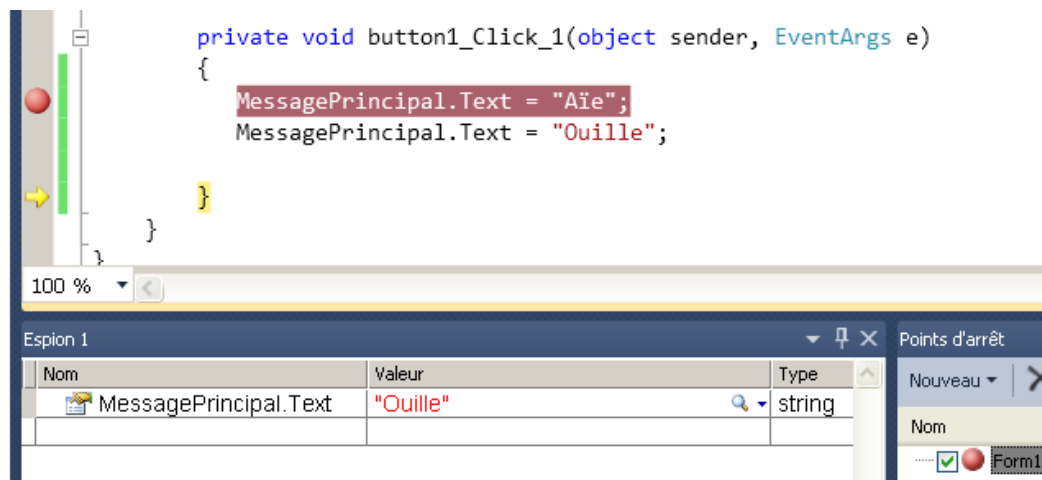 private void button1_Click_1(object sender, EventArgs e)
{
MessagePrincipal.Text = "Aïe";
MessagePrincipal.Text = "Ouille";
}
}
}
100 %
Espion 1
Nom Valeur Type
MessagePrincipal.Text "Ouille" string
Points d'arrêt
Nouveau
Nom
Form1